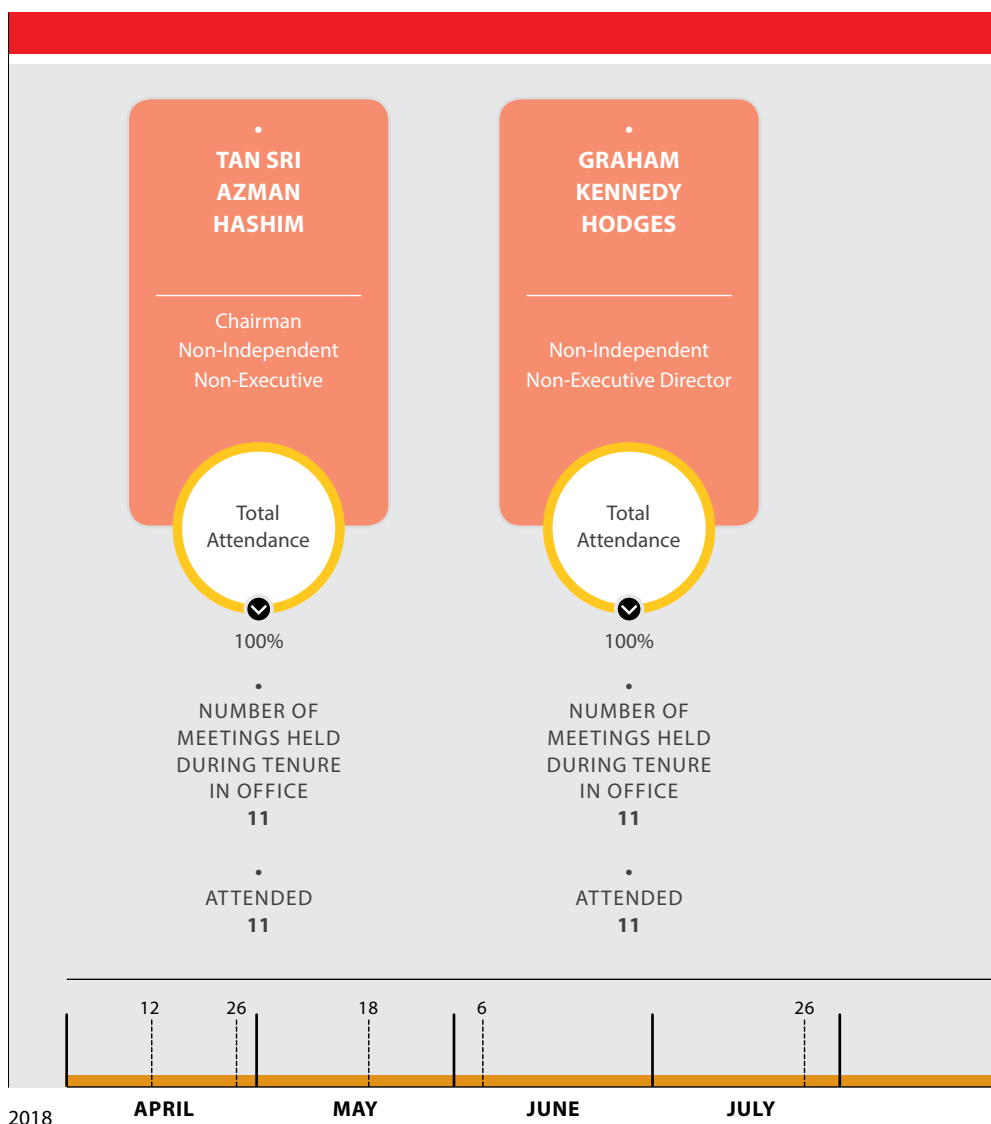 •
TAN SRI
AZMAN
HASHIM
Chairman
Non-Independent
Non-Executive
Total
Attendance
100%
•
NUMBER OF
MEETINGS HELD
DURING TENURE
IN OFFICE
11
•
ATTENDED
11
•
GRAHAM
KENNEDY
HODGES
Non-Independent
Non-Executive Director
Total
Attendance
100%
•
NUMBER OF
MEETINGS HELD
DURING TENURE
IN OFFICE
11
•
ATTENDED
11
12 26 18 6 26
2018 APRIL MAY JUNE JULY